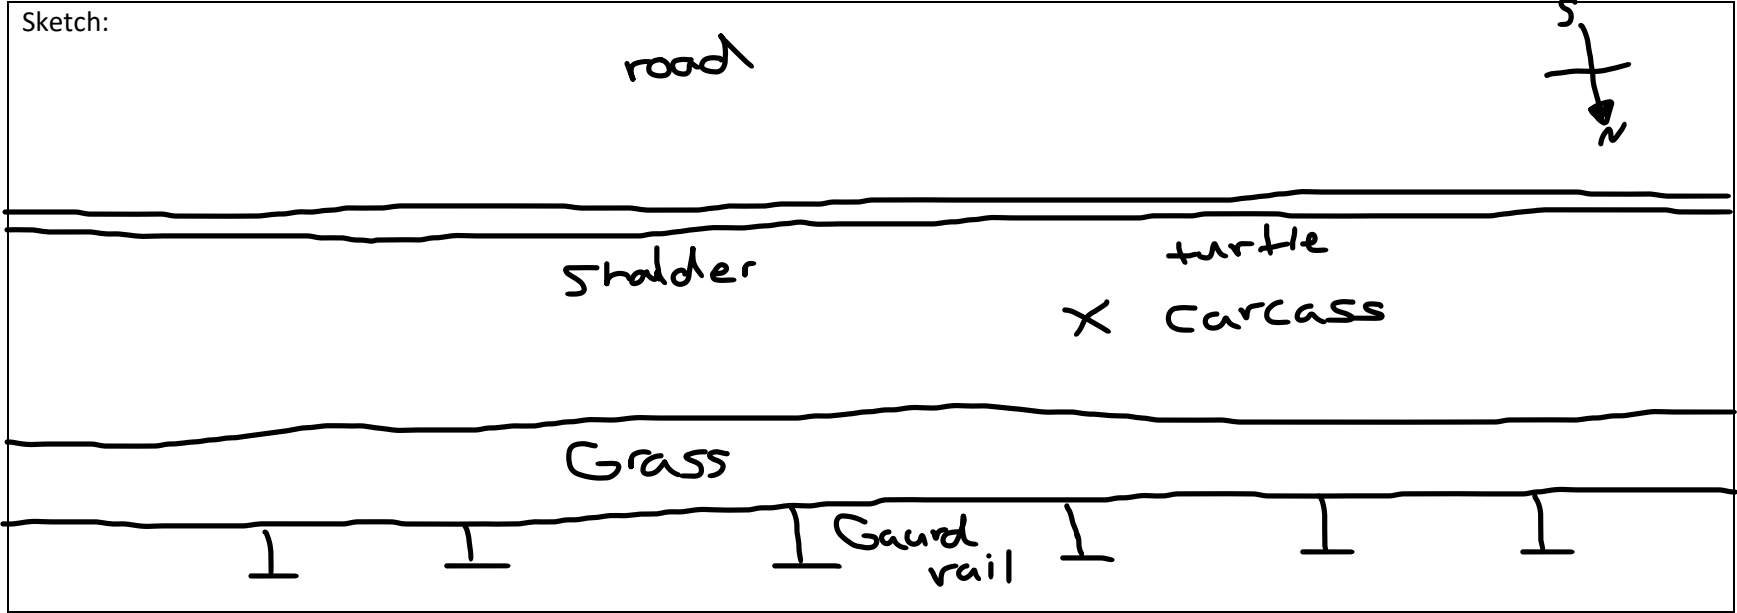 Sketch:
S
road
N
turtle
Shalder
carcass
Grass
Gaurd
rail